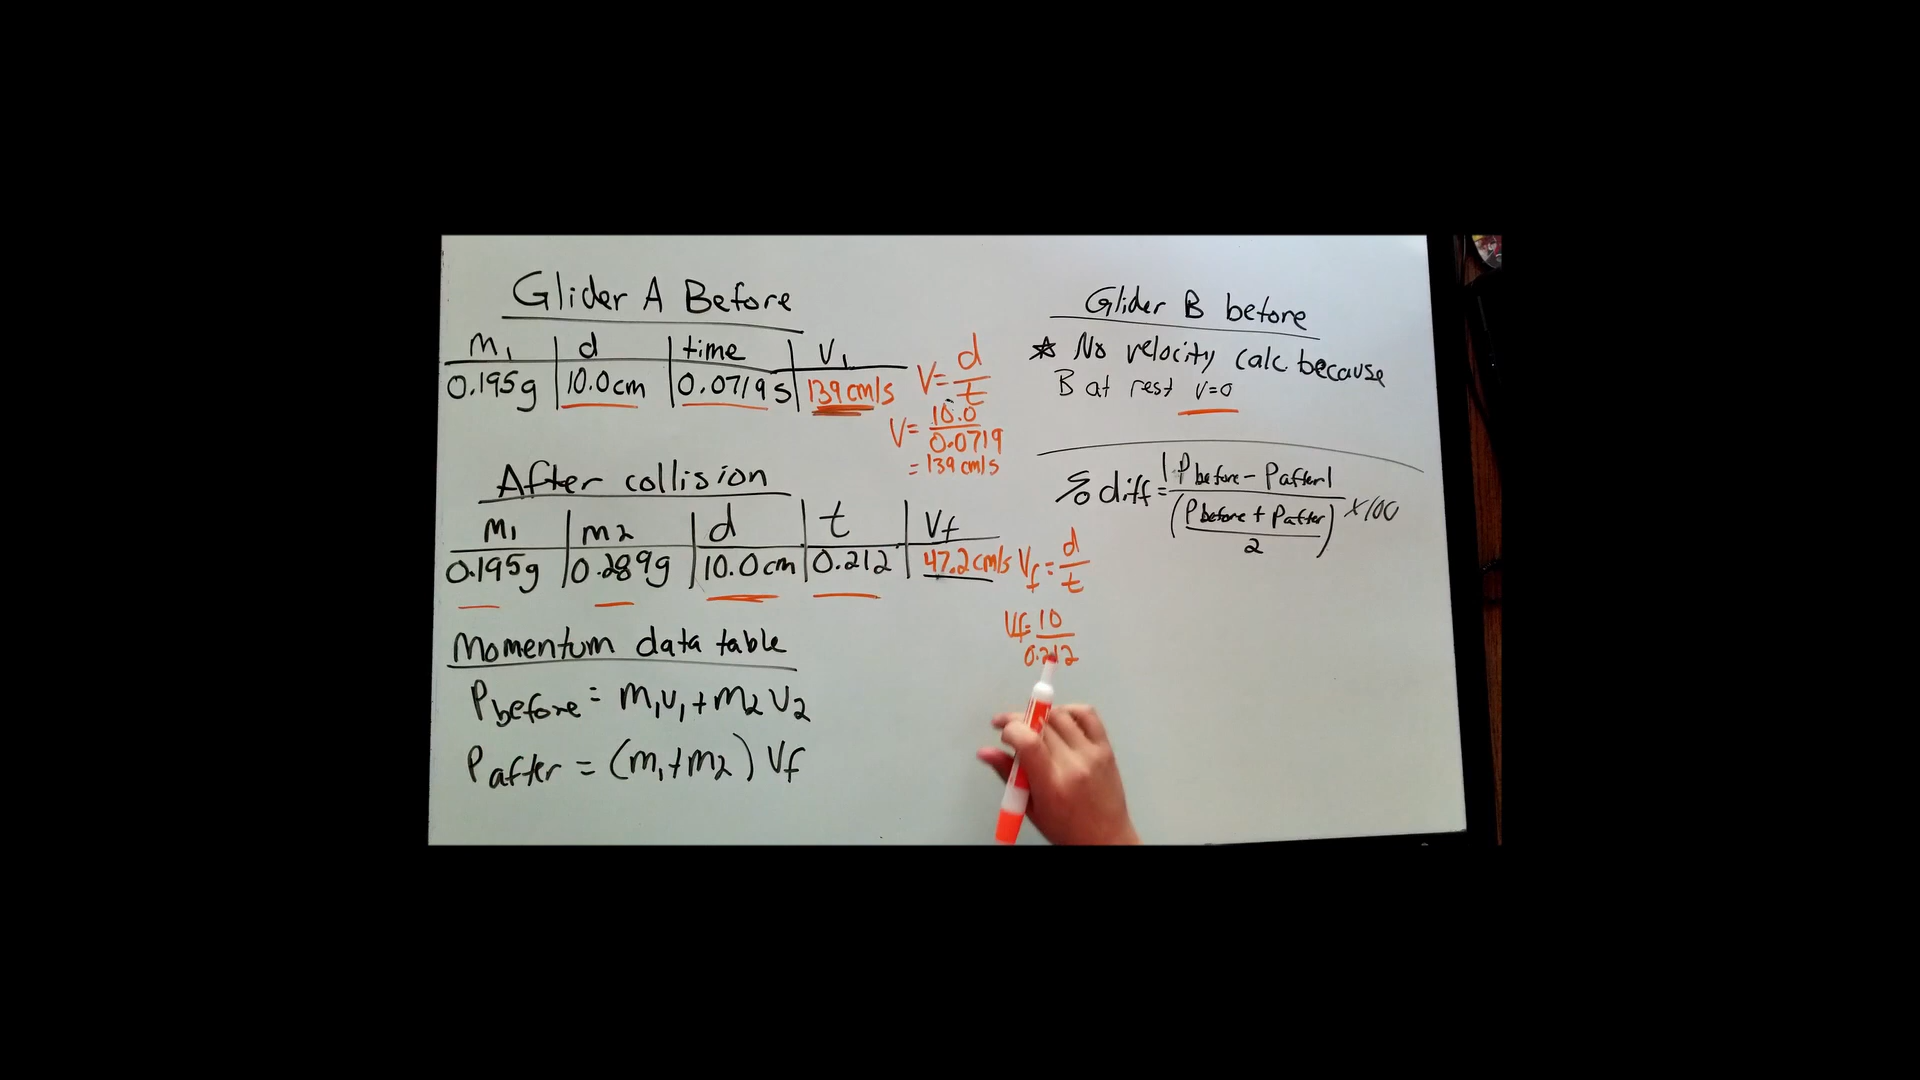 Glider A Before
m₁ d time v₁
0.195g 10.0cm 0.0719s 139 cm/s
V = d/t
V = 10.0/0.0719
= 139 cm/s
After collision
m₁ m₂ d t Vf
0.195g 0.289g 10.0cm 0.212 47.2cm/s
Vf = d/t
Vf = 10/0.212
Momentum data table
Pbefore = m₁v₁ + m₂v₂
Pafter = (m₁+m₂) Vf
Glider B before
* No velocity calc because
B at rest v=0
% diff = |Pbefore - Pafter| / ((Pbefore + Pafter)/2) x100